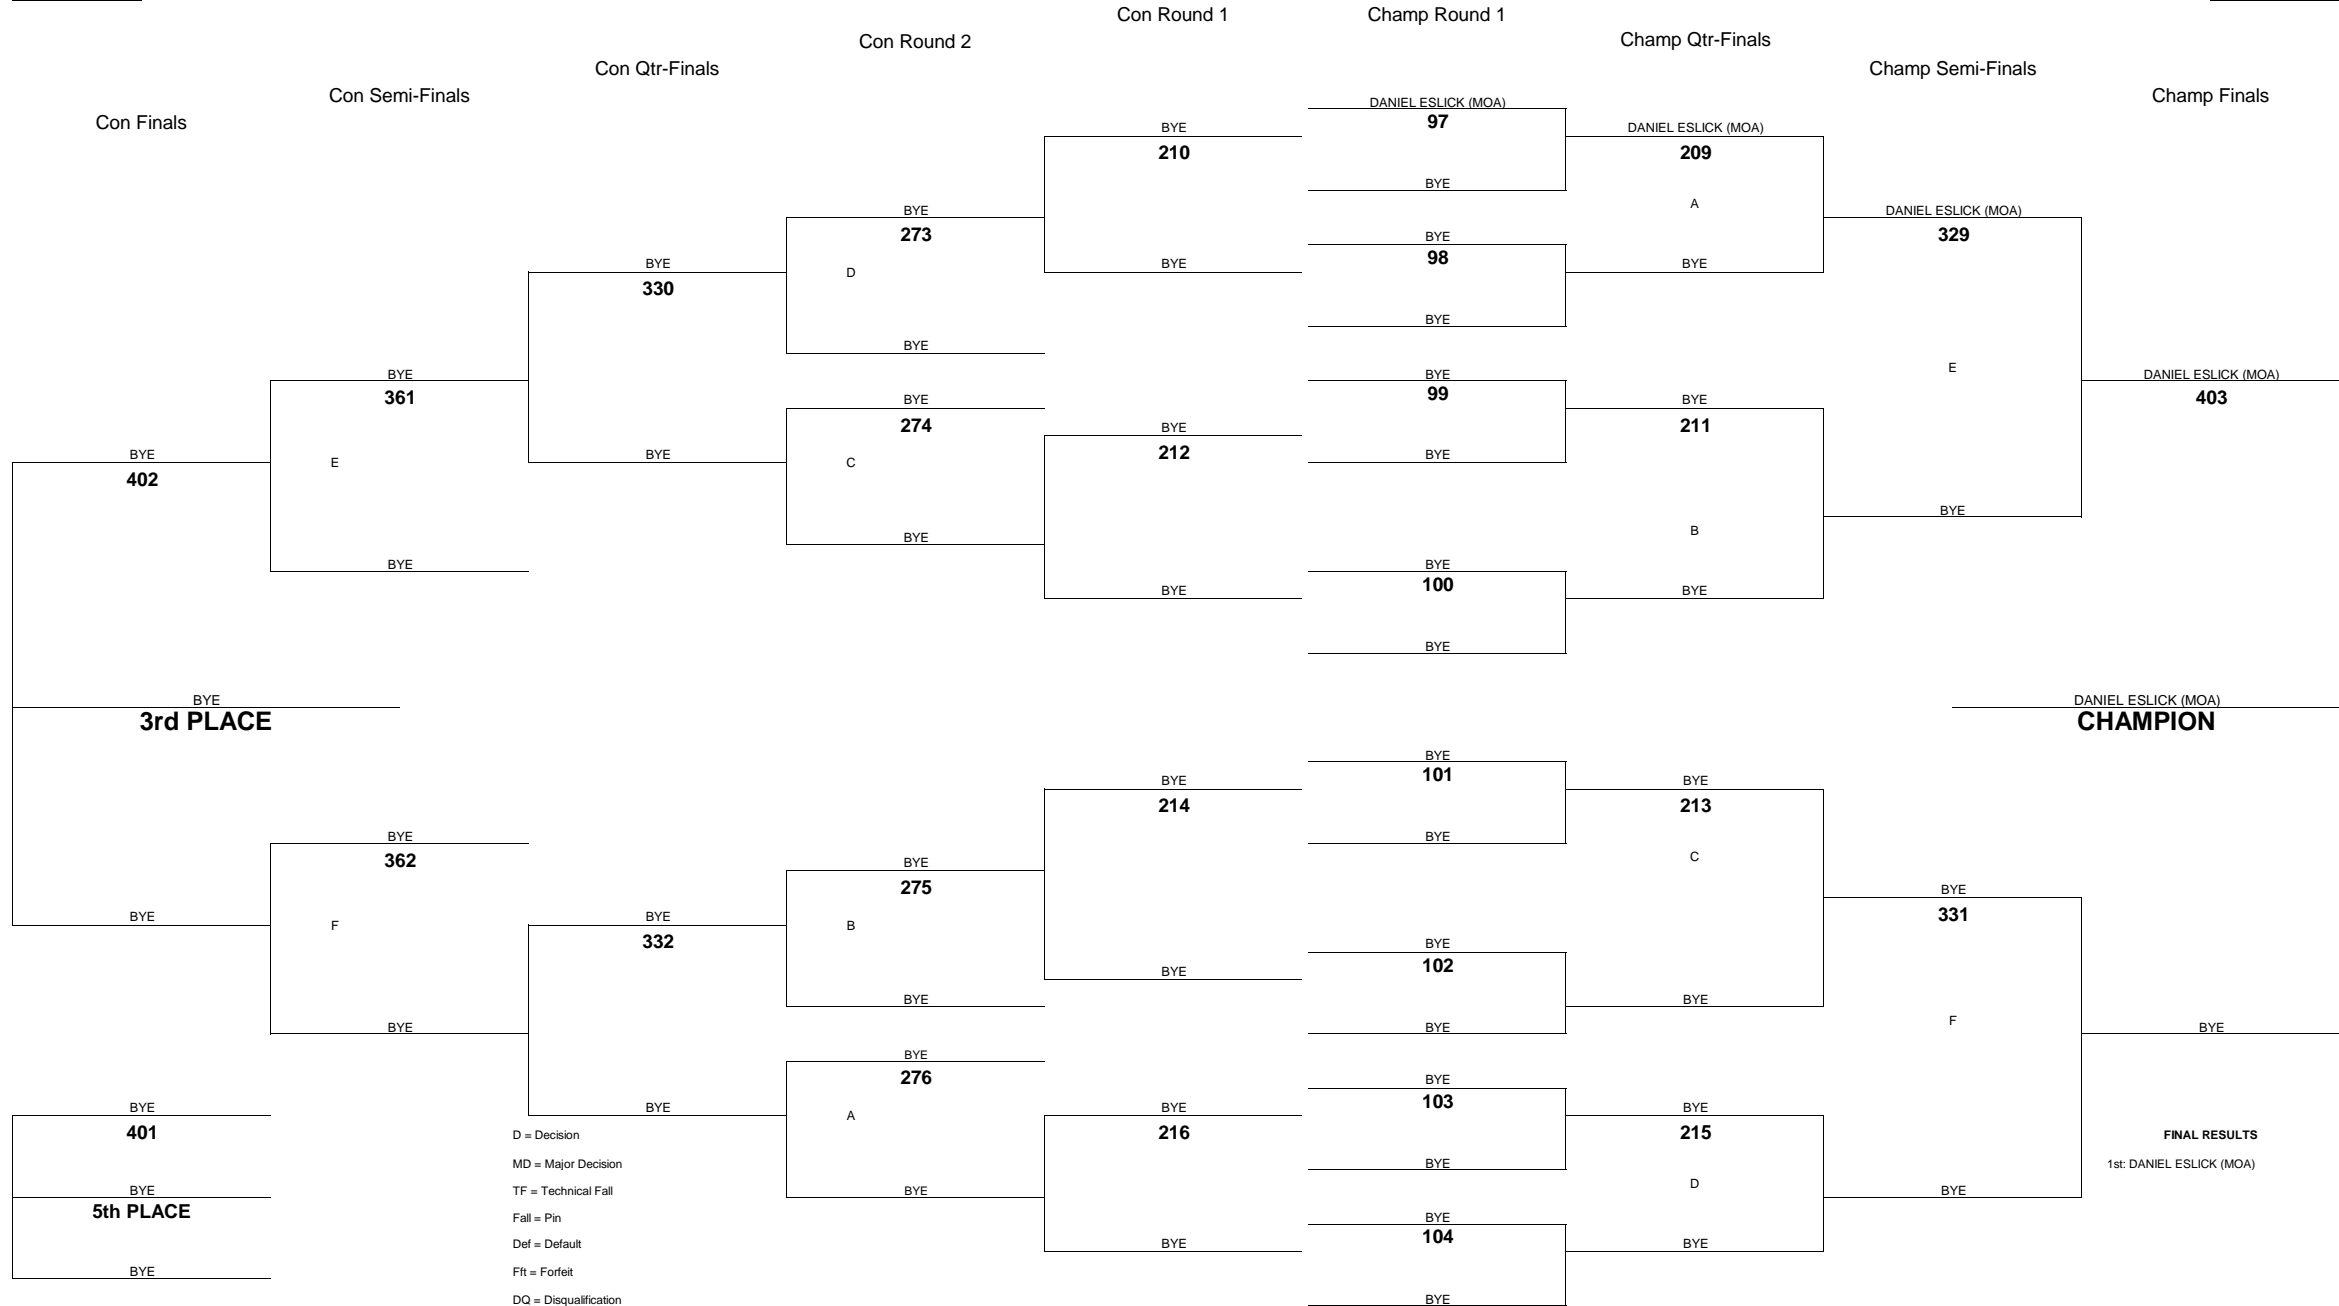 Con Round 1
Champ Round 1
Con Round 2
Champ Qtr-Finals
Con Qtr-Finals
Champ Semi-Finals
Con Semi-Finals
Champ Finals
Con Finals
DANIEL ESLICK (MOA)
97
BYE
DANIEL ESLICK (MOA)
210
209
BYE
A
BYE
DANIEL ESLICK (MOA)
273
BYE
329
98
BYE
D
BYE
BYE
330
BYE
BYE
E
BYE
BYE
DANIEL ESLICK (MOA)
361
99
403
BYE
BYE
274
BYE
211
212
BYE
BYE
E
C
BYE
402
BYE
B
BYE
BYE
BYE
100
BYE
BYE
BYE
BYE
DANIEL ESLICK (MOA)
3rd PLACE
CHAMPION
BYE
101
BYE
BYE
214
213
BYE
BYE
362
C
BYE
275
BYE
331
BYE
F
BYE
B
332
BYE
102
BYE
BYE
BYE
F
BYE
BYE
BYE
BYE
276
BYE
103
BYE
BYE
A
BYE
BYE
401
D = Decision
216
215
FINAL RESULTS
MD = Major Decision
BYE
1st: DANIEL ESLICK (MOA)
D
BYE
TF = Technical Fall
BYE
BYE
5th PLACE
Fall = Pin
BYE
104
Def = Default
BYE
BYE
BYE
Fft = Forfeit
DQ = Disqualification
BYE